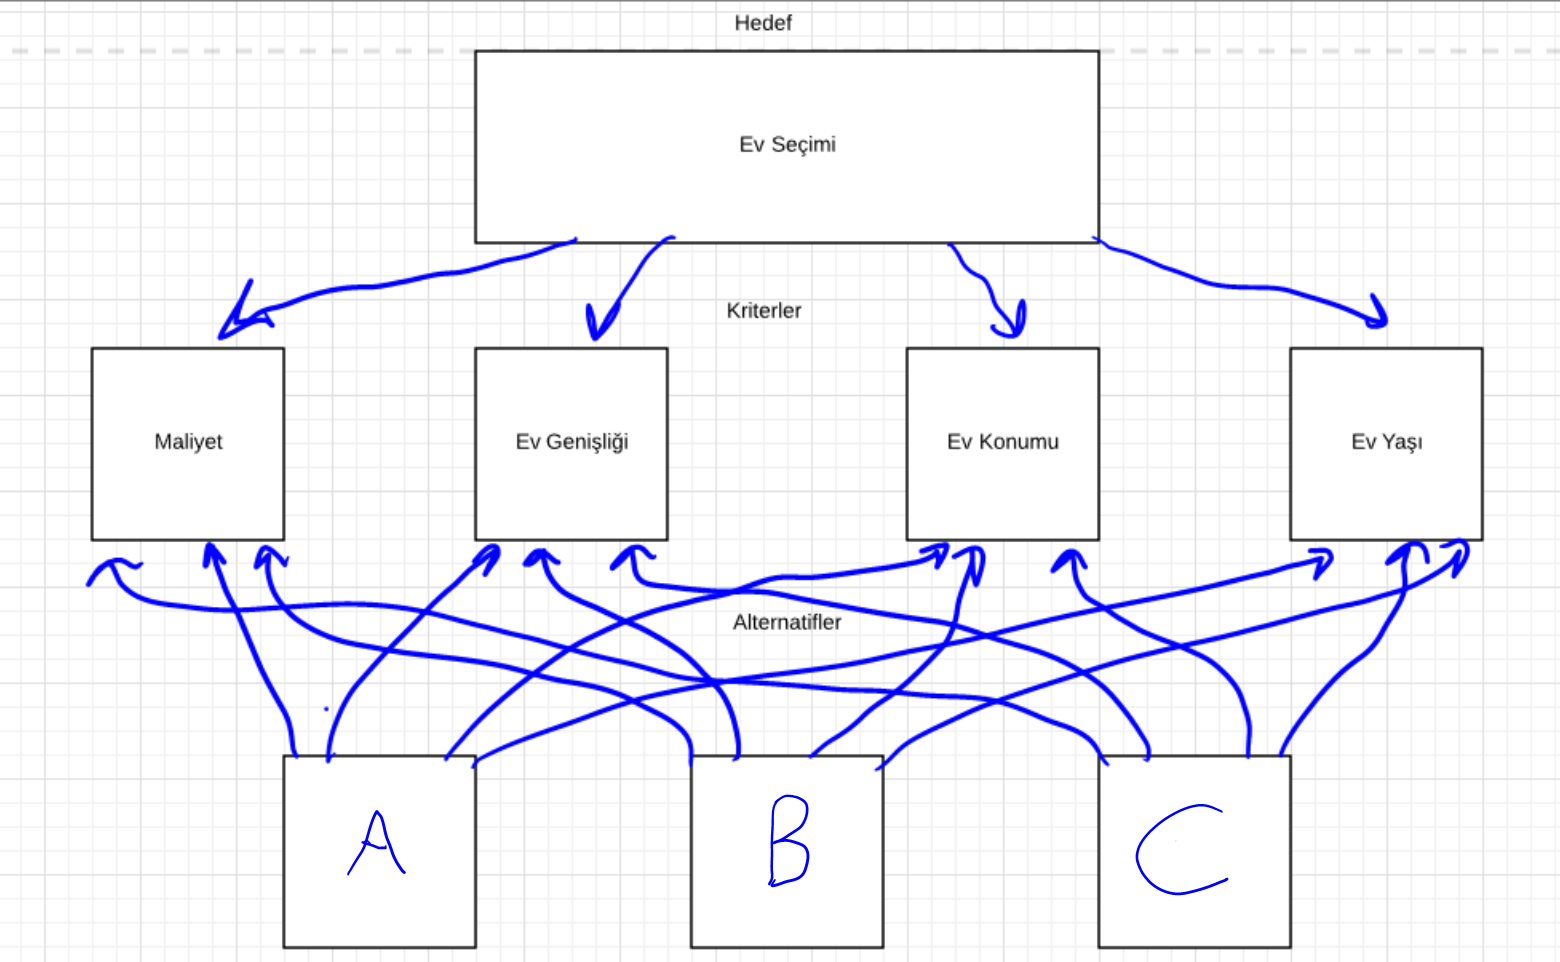 Hedef
Ev Seçimi
Kriterler
Maliyet
Ev Genişliği
Ev Konumu
Ev Yaşı
Alternatifler
A
B
C